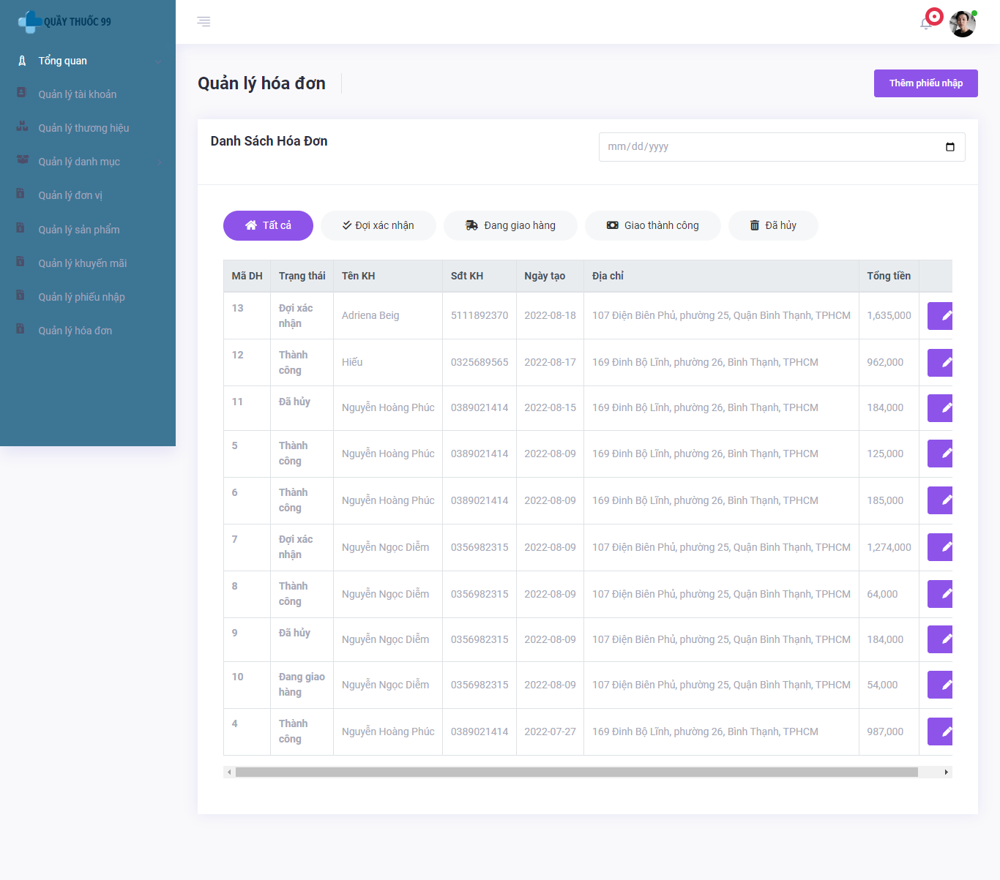 QUẦY THUỐC 99
Tổng quan
Quản lý tài khoản
Quản lý thương hiệu
Quản lý danh mục
Quản lý đơn vị
Quản lý sản phẩm
Quản lý khuyến mãi
Quản lý phiếu nhập
Quản lý hóa đơn
Quản lý hóa đơn
Thêm phiếu nhập
Danh Sách Hóa Đơn
mm/dd/yyyy
Tất cả Đợi xác nhận Đang giao hàng Giao thành công Đã hủy
Mã DH Trạng thái Tên KH Sđt KH Ngày tạo Địa chỉ Tổng tiền
13 Đợi xác nhận Adriena Beig 5111892370 2022-08-18 107 Điện Biên Phủ, phường 25, Quận Bình Thạnh, TPHCM 1,635,000
12 Thành công Hiếu 0325689565 2022-08-17 169 Đinh Bộ Lĩnh, phường 26, Bình Thạnh, TPHCM 962,000
11 Đã hủy Nguyễn Hoàng Phúc 0389021414 2022-08-15 169 Đinh Bộ Lĩnh, phường 26, Bình Thạnh, TPHCM 184,000
5 Thành công Nguyễn Hoàng Phúc 0389021414 2022-08-09 169 Đinh Bộ Lĩnh, phường 26, Bình Thạnh, TPHCM 125,000
6 Thành công Nguyễn Hoàng Phúc 0389021414 2022-08-09 169 Đinh Bộ Lĩnh, phường 26, Bình Thạnh, TPHCM 185,000
7 Đợi xác nhận Nguyễn Ngọc Diễm 0356982315 2022-08-09 107 Điện Biên Phủ, phường 25, Quận Bình Thạnh, TPHCM 1,274,000
8 Thành công Nguyễn Ngọc Diễm 0356982315 2022-08-09 107 Điện Biên Phủ, phường 25, Quận Bình Thạnh, TPHCM 64,000
9 Đã hủy Nguyễn Ngọc Diễm 0356982315 2022-08-09 107 Điện Biên Phủ, phường 25, Quận Bình Thạnh, TPHCM 184,000
10 Đang giao hàng Nguyễn Ngọc Diễm 0356982315 2022-08-09 107 Điện Biên Phủ, phường 25, Quận Bình Thạnh, TPHCM 54,000
4 Thành công Nguyễn Hoàng Phúc 0389021414 2022-07-27 169 Đinh Bộ Lĩnh, phường 26, Bình Thạnh, TPHCM 987,000